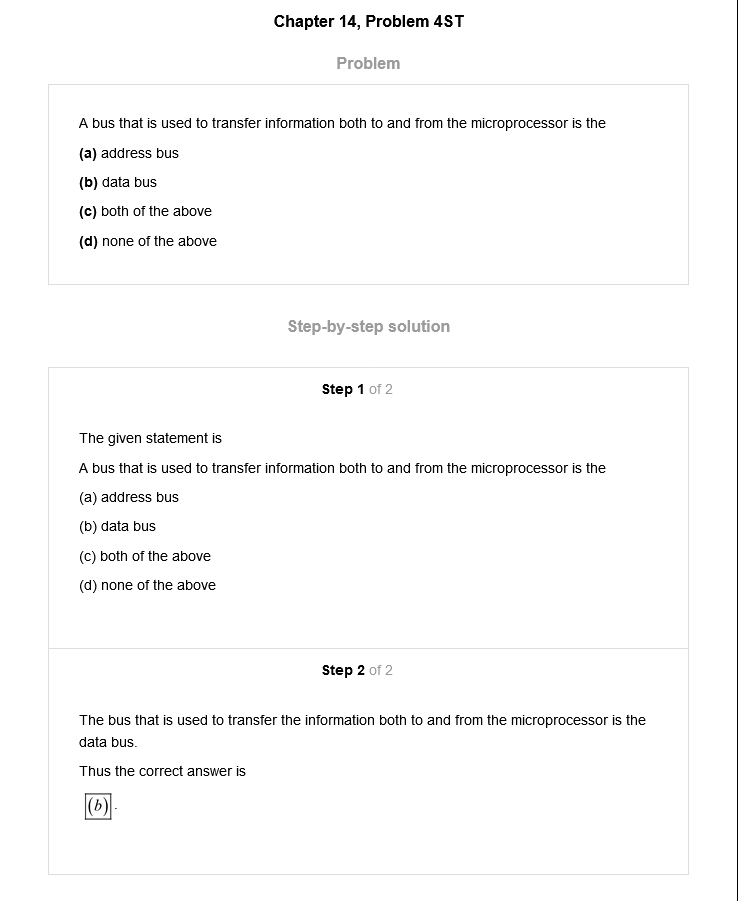 Chapter 14, Problem 4ST
Problem
A bus that is used to transfer information both to and from the microprocessor is the
(a) address bus
(b) data bus
(c) both of the above
(d) none of the above
Step-by-step solution
Step 1 of 2
The given statement is
A bus that is used to transfer information both to and from the microprocessor is the
(a) address bus
(b) data bus
(c) both of the above
(d) none of the above
Step 2 of 2
The bus that is used to transfer the information both to and from the microprocessor is the
data bus.
Thus the correct answer is
(b).